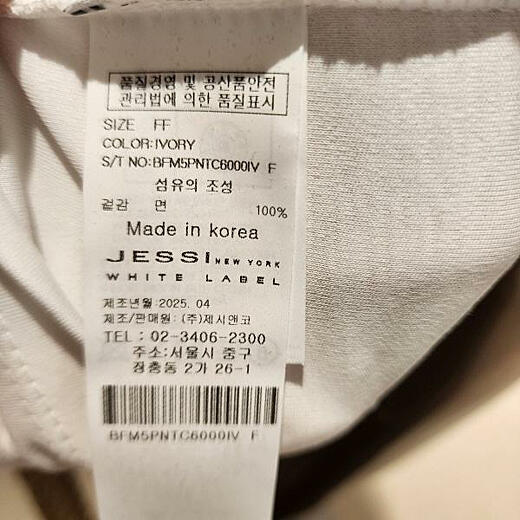 품질경영 및 공산품안전
관리법에 의한 품질표시
SIZE FF
COLOR:IVORY
S/T NO:BFM5PNTC6000IV F
섬유의 조성
겉감 면 100%
Made in korea
JESSI NEW YORK
WHITE LABEL
제조년월:2025. 04
제조/판매원 : (주)제시앤코
TEL : 02-3406-2300
주소:서울시 중구
장충동 2가 26-1
BFM5PNTC6000IV F